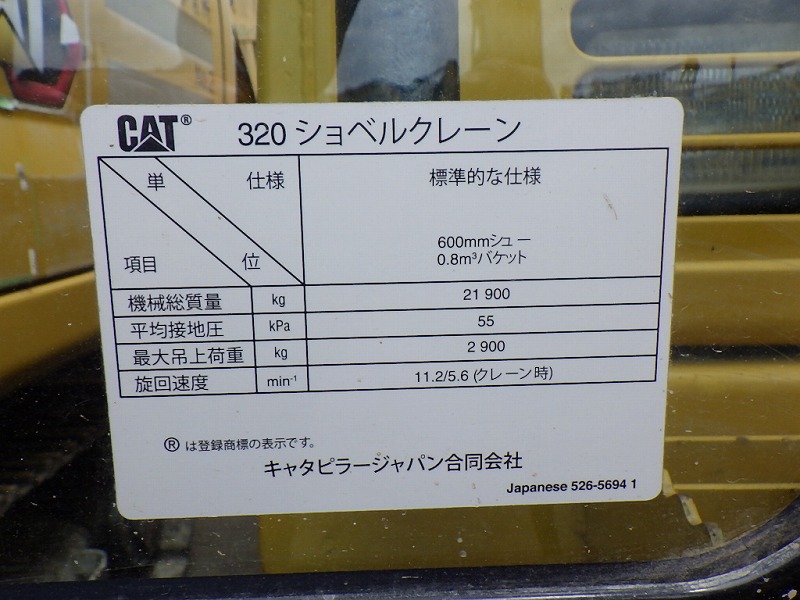 CAT® 320 ショベルクレーン
単 仕様 標準的な仕様
600mmシュー
項目 位 0.8m³バケット
機械総質量 kg 21 900
平均接地圧 kPa 55
最大吊上荷重 kg 2 900
旋回速度 min⁻¹ 11.2/5.6 (クレーン時)
®は登録商標の表示です。
キャタピラージャパン合同会社
Japanese 526-5694 1